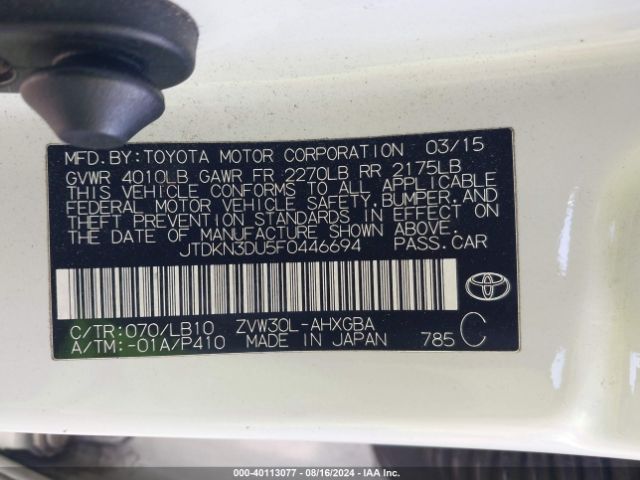 MFD. BY: TOYOTA MOTOR CORPORATION 03/15
GVWR 4010LB GAWR FR 2270LB RR 2175LB
THIS VEHICLE CONFORMS TO ALL APPLICABLE
FEDERAL MOTOR VEHICLE SAFETY, BUMPER, AND
THEFT PREVENTION STANDARDS IN EFFECT ON
THE DATE OF MANUFACTURE SHOWN ABOVE.
JTDKN3DU5F0446694 PASS. CAR
C/TR: 070/LB10 ZVW30L-AHXGBA
A/TM: -01A/P410 MADE IN JAPAN 785 C
000-40113077 - 08/16/2024 - IAA Inc.